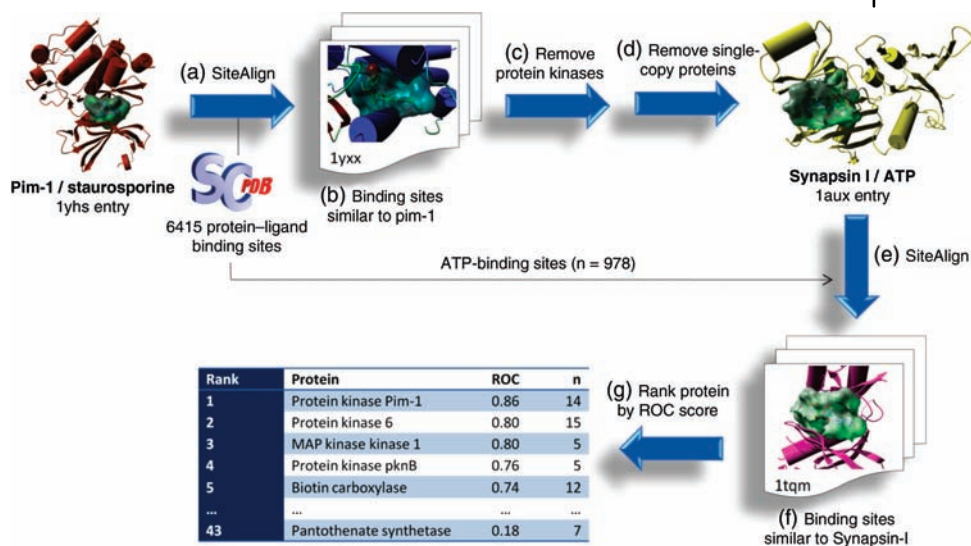 (a) SiteAlign
(c) Remove
protein kinases
(d) Remove single-
copy proteins
1yxx
Pim-1 / staurosporine
1yhs entry
SC PDB
6415 protein–ligand
binding sites
(b) Binding sites
similar to pim-1
Synapsin I / ATP
1aux entry
ATP-binding sites (n = 978)
(e) SiteAlign
Rank Protein ROC n
1 Protein kinase Pim-1 0.86 14
2 Protein kinase 6 0.80 15
3 MAP kinase kinase 1 0.80 5
4 Protein kinase pknB 0.76 5
5 Biotin carboxylase 0.74 12
... ... ... ...
43 Pantothenate synthetase 0.18 7
(g) Rank protein
by ROC score
1tqm
(f) Binding sites
similar to Synapsin-I